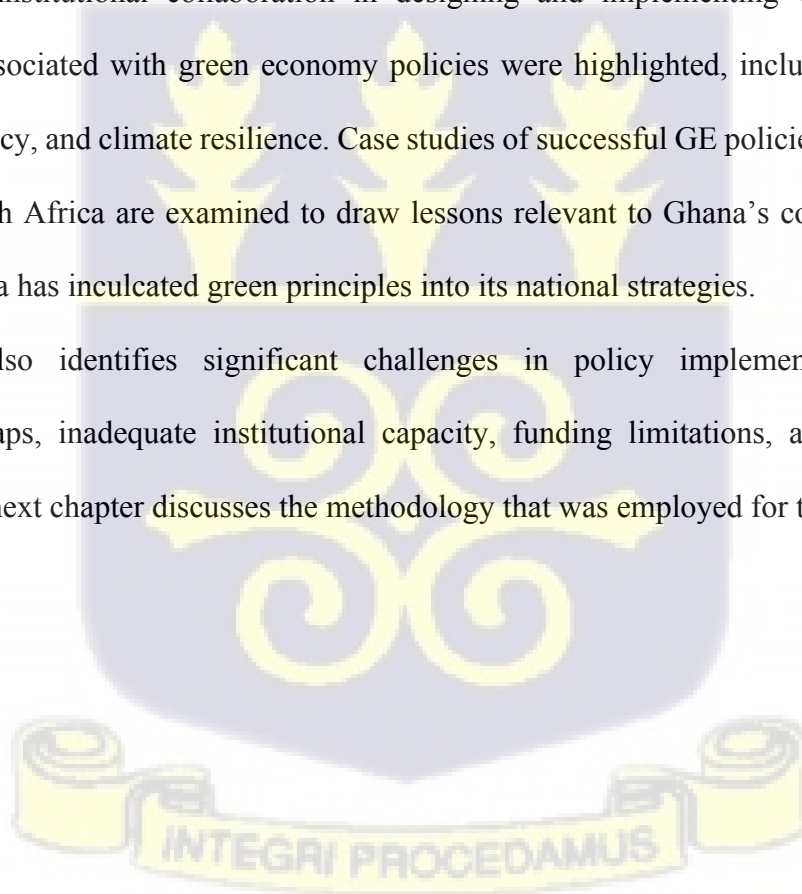 institutional collaboration in designing and implementing
sociated with green economy policies were highlighted, inclu
cy, and climate resilience. Case studies of successful GE policie
h Africa are examined to draw lessons relevant to Ghana's co
a has inculcated green principles into its national strategies.
lso identifies significant challenges in policy implemen
aps, inadequate institutional capacity, funding limitations, a
next chapter discusses the methodology that was employed for t
INTEGRI PROCEDAMUS